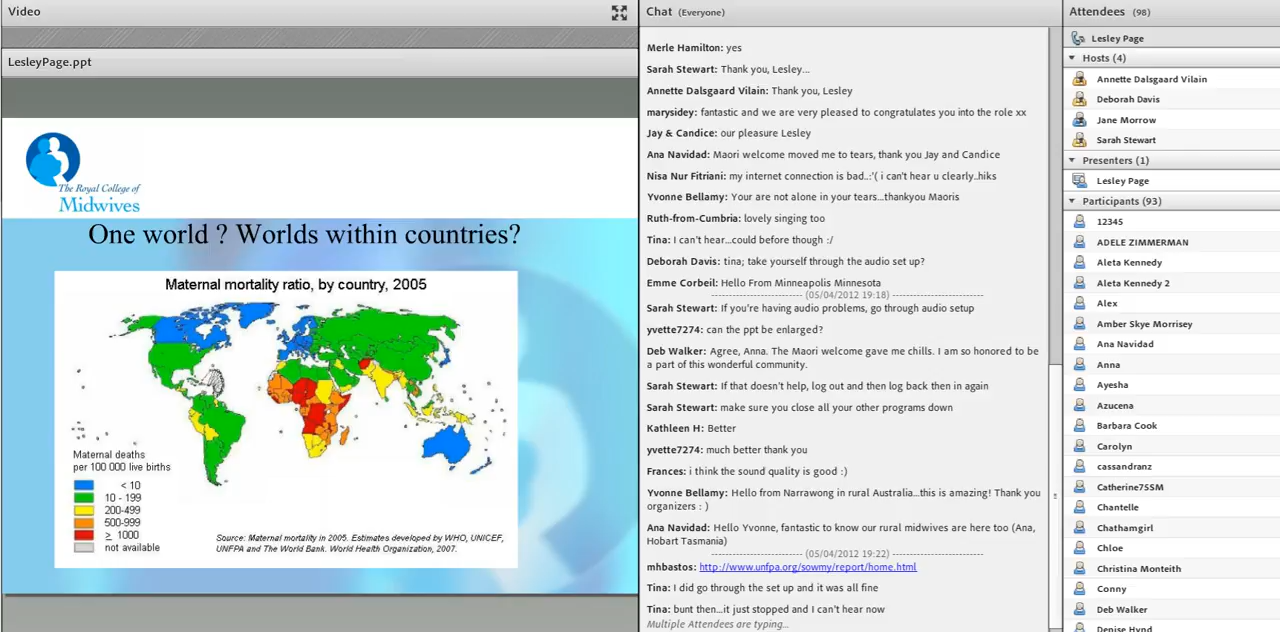 Video
LesleyPage.ppt
The Royal College of
Midwives
One world ? Worlds within countries?
Maternal mortality ratio, by country, 2005
Maternal deaths
per 100 000 live births
< 10
10 - 199
200-499
500-999
≥ 1000
not available
Source: Maternal mortality in 2005. Estimates developed by WHO, UNICEF,
UNFPA and The World Bank. World Health Organization, 2007.
Chat (Everyone)
Merle Hamilton: yes
Sarah Stewart: Thank you, Lesley...
Annette Dalsgaard Vilain: Thank you, Lesley
marysidey: fantastic and we are very pleased to congratulates you into the role xx
Jay & Candice: our pleasure Lesley
Ana Navidad: Maori welcome moved me to tears, thank you Jay and Candice
Nisa Nur Fitriani: my internet connection is bad..:'( i can't hear u clearly..hiks
Yvonne Bellamy: Your are not alone in your tears...thankyou Maoris
Ruth-from-Cumbria: lovely singing too
Tina: I can't hear...could before though :/
Deborah Davis: tina; take yourself through the audio set up?
Emme Corbeil: Hello From Minneapolis Minnesota
------------------------- (05/04/2012 19:18) -------------------------
Sarah Stewart: If you're having audio problems, go through audio setup
yvette7274: can the ppt be enlarged?
Deb Walker: Agree, Anna. The Maori welcome gave me chills. I am so honored to be
a part of this wonderful community.
Sarah Stewart: If that doesn't help, log out and then log back then in again
Sarah Stewart: make sure you close all your other programs down
Kathleen H: Better
yvette7274: much better thank you
Frances: i think the sound quality is good :)
Yvonne Bellamy: Hello from Narrawong in rural Australia...this is amazing! Thank you
organizers : )
Ana Navidad: Hello Yvonne, fantastic to know our rural midwives are here too (Ana,
Hobart Tasmania)
------------------------- (05/04/2012 19:22) -------------------------
mhbastos: http://www.unfpa.org/sowmy/report/home.html
Tina: I did go through the set up and it was all fine
Tina: bunt then...it just stopped and I can't hear now
Multiple Attendees are typing...
Attendees (98)
Lesley Page
Hosts (4)
Annette Dalsgaard Vilain
Deborah Davis
Jane Morrow
Sarah Stewart
Presenters (1)
Lesley Page
Participants (93)
12345
ADELE ZIMMERMAN
Aleta Kennedy
Aleta Kennedy 2
Alex
Amber Skye Morrisey
Ana Navidad
Anna
Ayesha
Azucena
Barbara Cook
Carolyn
cassandranz
Catherine7SSM
Chantelle
Chathamgirl
Chloe
Christina Monteith
Conny
Deb Walker
Denise Hynd